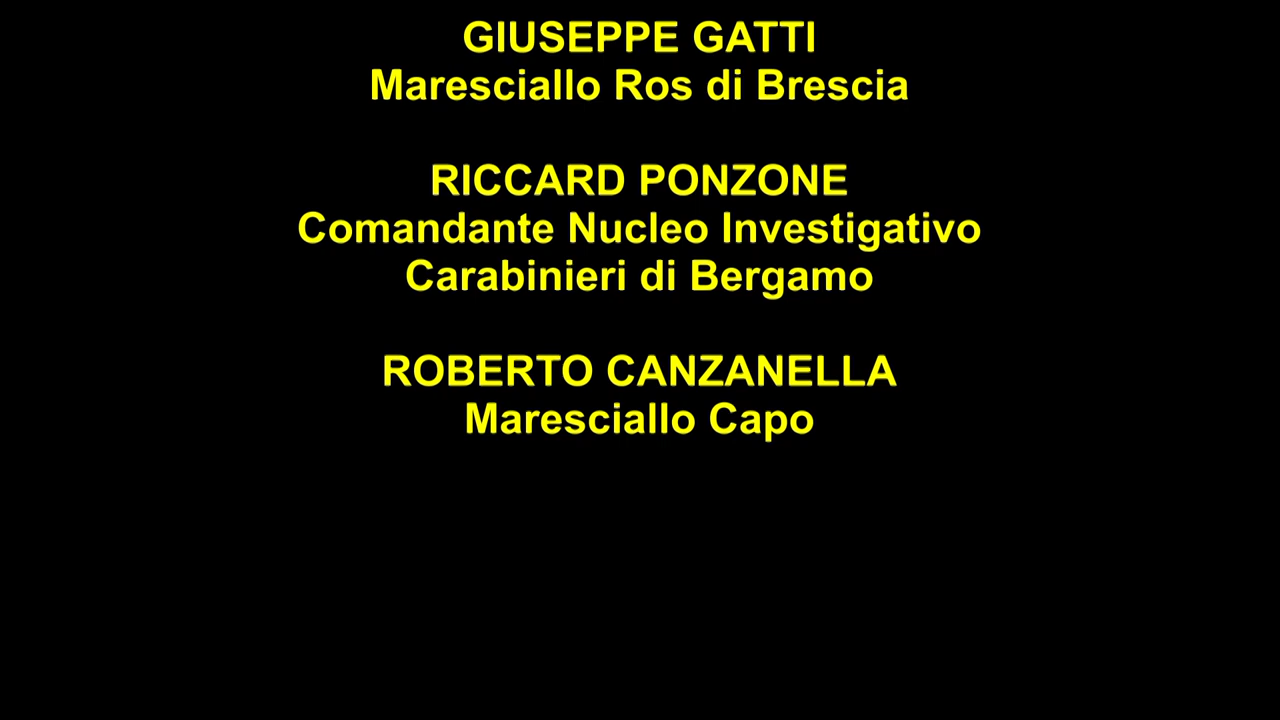 GIUSEPPE GATTI
Maresciallo Ros di Brescia
RICCARD PONZONE
Comandante Nucleo Investigativo
Carabinieri di Bergamo
ROBERTO CANZANELLA
Maresciallo Capo